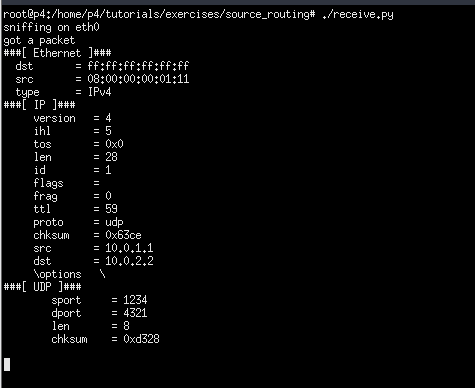 root@p4:/home/p4/tutorials/exercises/source_routing# ./receive.py
sniffing on eth0
got a packet
###[ Ethernet ]###
  dst       = ff:ff:ff:ff:ff:ff
  src       = 08:00:00:00:01:11
  type      = IPv4
###[ IP ]###
     version   = 4
     ihl       = 5
     tos       = 0x0
     len       = 28
     id        = 1
     flags     =
     frag      = 0
     ttl       = 59
     proto     = udp
     chksum    = 0x63ce
     src       = 10.0.1.1
     dst       = 10.0.2.2
     \options   \
###[ UDP ]###
        sport     = 1234
        dport     = 4321
        len       = 8
        chksum    = 0xd328